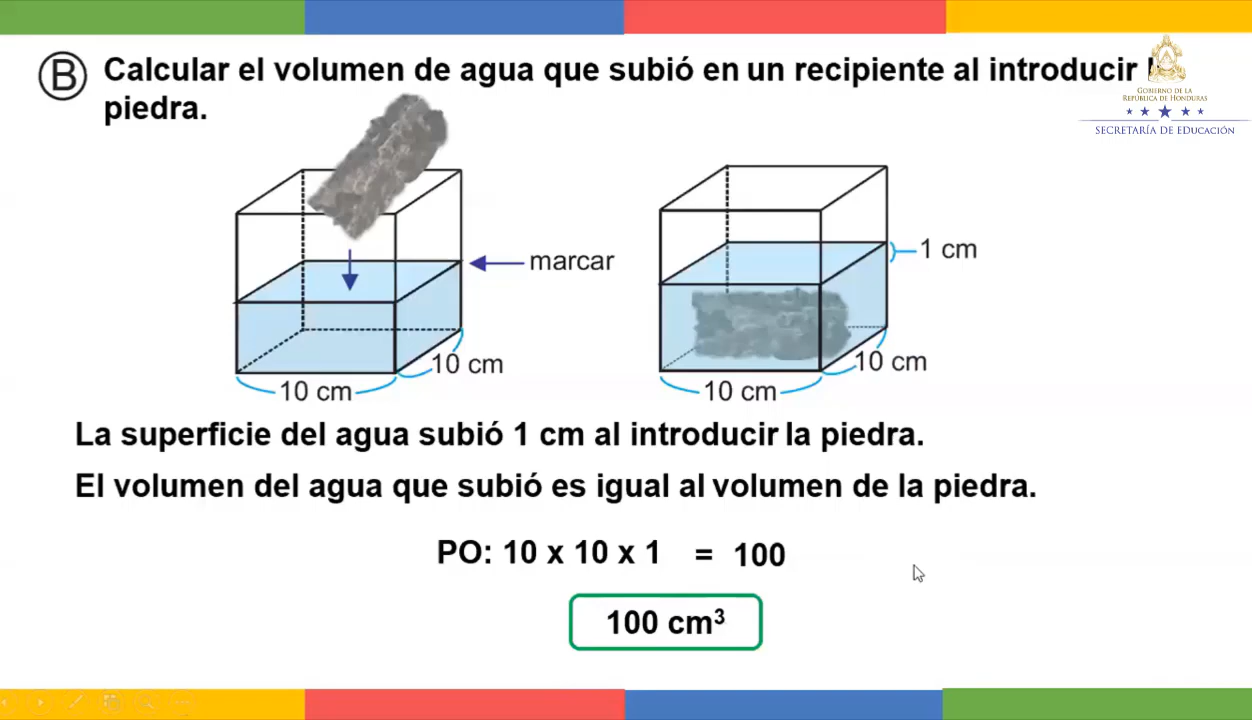 B Calcular el volumen de agua que subió en un recipiente al introducir
piedra.
GOBIERNO DE LA
REPÚBLICA DE HONDURAS
SECRETARÍA DE EDUCACIÓN
marcar
10 cm
10 cm
1 cm
10 cm
10 cm
La superficie del agua subió 1 cm al introducir la piedra.
El volumen del agua que subió es igual al volumen de la piedra.
PO: 10 x 10 x 1 = 100
100 cm³